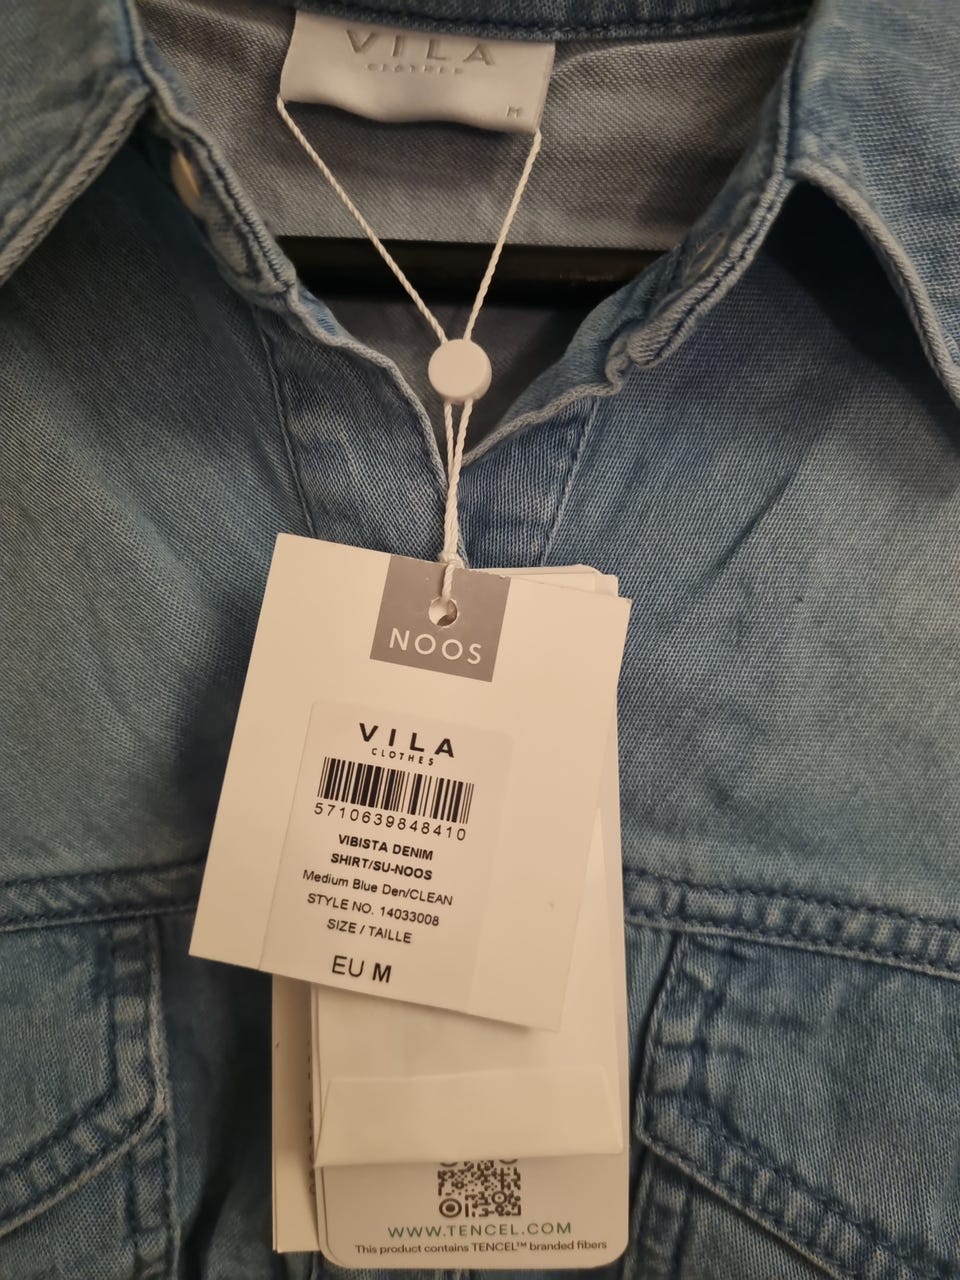 VILA
CLOTHES
M
NOOS
VILA
CLOTHES
5710639848410
VIBISTA DENIM
SHIRT/SU-NOOS
Medium Blue Den/CLEAN
STYLE NO. 14033008
SIZE / TAILLE
EU M
WWW.TENCEL.COM
This product contains TENCEL™ branded fibers